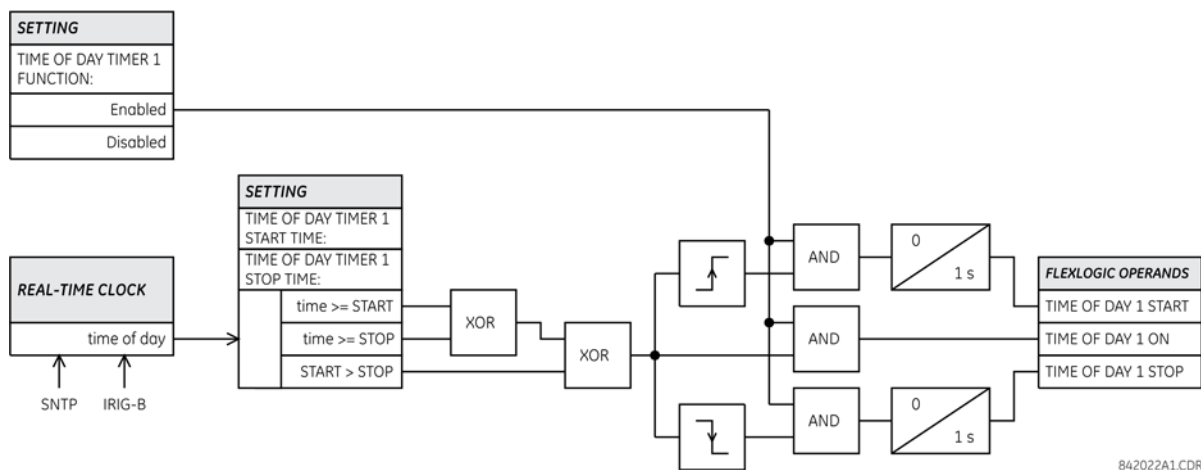 SETTING
TIME OF DAY TIMER 1
FUNCTION:
Enabled
Disabled
SETTING
TIME OF DAY TIMER 1
START TIME:
TIME OF DAY TIMER 1
STOP TIME:
time >= START
time >= STOP
START > STOP
REAL-TIME CLOCK
time of day
SNTP
IRIG-B
XOR
XOR
AND
AND
AND
0
1 s
0
1 s
FLEXLOGIC OPERANDS
TIME OF DAY 1 START
TIME OF DAY 1 ON
TIME OF DAY 1 STOP
842022A1.CDR